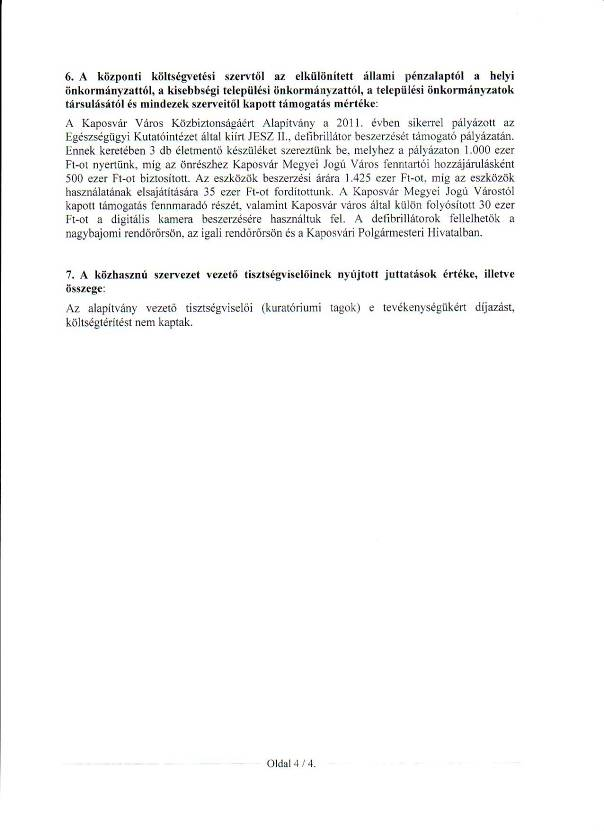 6. A központi költségvetési szervtől az elkülönített állami pénzalaptól a helyi
önkormányzattól, a kisebbségi települési önkormányzattól, a települési önkormányzatok
társulásától és mindezek szerveitől kapott támogatás mértéke:
A Kaposvár Város Közbiztonságáért Alapítvány a 2011. évben sikerrel pályázott az
Egészségügyi Kutatóintézet által kiírt JESZ II., defibrillátor beszerzését támogató pályázatán.
Ennek keretében 3 db életmentő készüléket szereztünk be, melyhez a pályázaton 1.000 ezer
Ft-ot nyertünk, míg az önrészhez Kaposvár Megyei Jogú Város fenntartói hozzájárulásként
500 ezer Ft-ot biztosított. Az eszközök beszerzési árára 1.425 ezer Ft-ot, míg az eszközök
használatának elsajátítására 35 ezer Ft-ot fordítottunk. A Kaposvár Megyei Jogú Várostól
kapott támogatás fennmaradó részét, valamint Kaposvár város által külön folyósított 30 ezer
Ft-ot a digitális kamera beszerzésére használtuk fel. A defibrillátorok fellelhetők a
nagybajomi rendőrőrsön, az igali rendőrőrsön és a Kaposvári Polgármesteri Hivatalban.
7. A közhasznú szervezet vezető tisztségviselőinek nyújtott juttatások értéke, illetve
összege:
Az alapítvány vezető tisztségviselői (kuratóriumi tagok) e tevékenységükért díjazást,
költségtérítést nem kaptak.
Oldal 4 / 4.